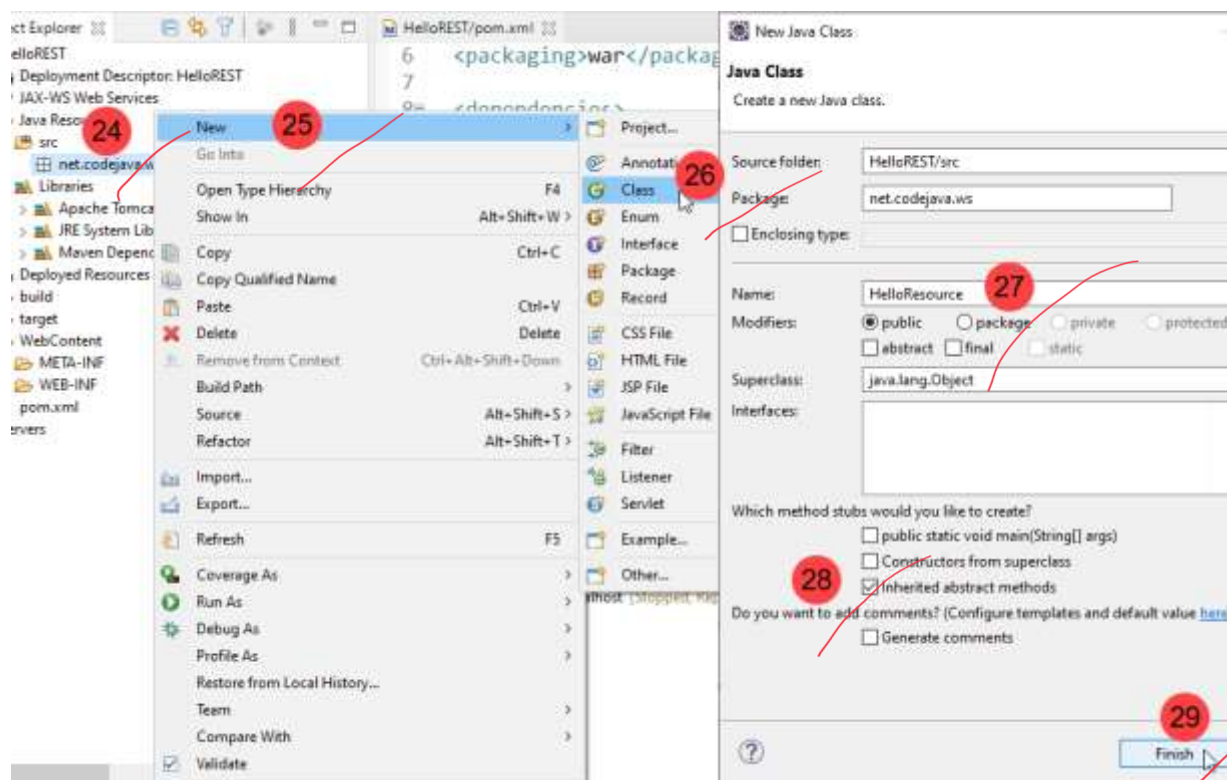 ct Explorer
elloREST
Deployment Descriptor: HelloREST
JAX-WS Web Services
Java Reso
24
src
net.codejava.w
Libraries
Apache Tomca
JRE System Lib
Maven Depenc
Deployed Resources
build
target
WebContent
META-INF
WEB-INF
pom.xml
ervers
HelloREST/pom.xml
6 <packaging>war</packag
7
New
25
Go Into
Open Type Hierarchy F4
Show In Alt+Shift+W >
Copy Ctrl+C
Copy Qualified Name
Paste Ctrl+V
Delete Delete
Remove from Context Ctrl+Alt+Shift+Down
Build Path
Source Alt+Shift+S >
Refactor Alt+Shift+T >
Import...
Export...
Refresh F5
Coverage As
Run As
Debug As
Profile As
Restore from Local History...
Team
Compare With
Validate
Project...
Annotati
26
Class
Enum
Interface
Package
Record
CSS File
HTML File
JSP File
JavaScript File
Filter
Listener
Servlet
Example...
Other...
New Java Class
Java Class
Create a new Java class.
Source folder: HelloREST/src
Package: net.codejava.ws
Enclosing type:
Name: HelloResource
27
Modifiers: public package private protected
abstract final static
Superclass: java.lang.Object
Interfaces:
Which method stubs would you like to create?
public static void main(String[] args)
Constructors from superclass
28
Inherited abstract methods
Do you want to add comments? (Configure templates and default value here
Generate comments
29
Finish